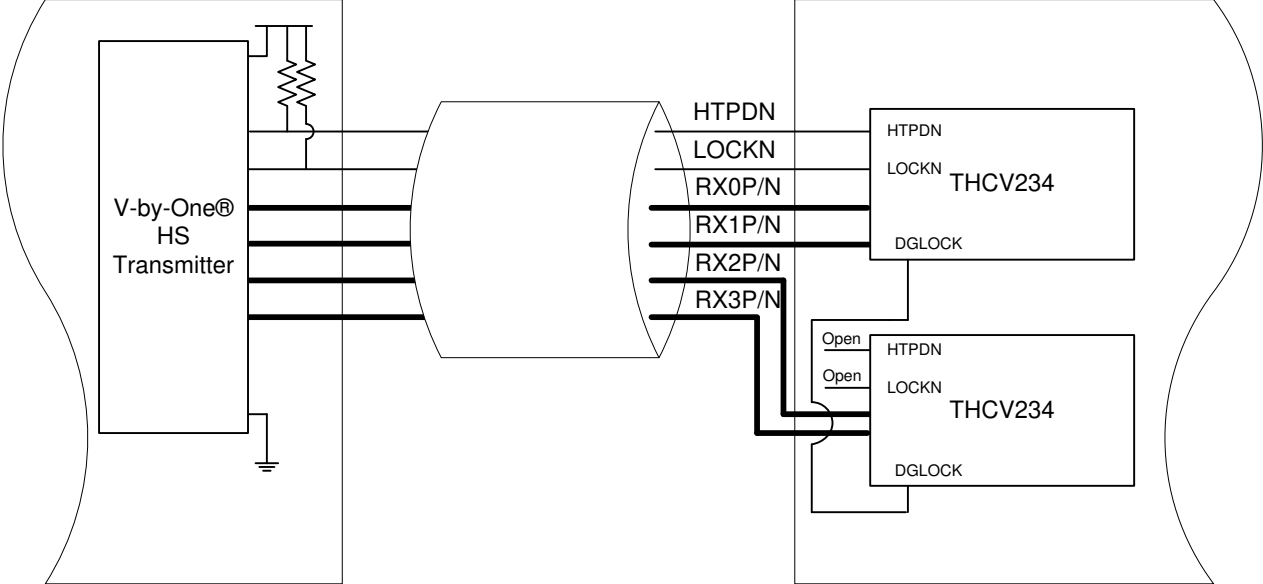 V-by-One®
HS
Transmitter
HTPDN
LOCKN
RX0P/N
RX1P/N
RX2P/N
RX3P/N
HTPDN
LOCKN
THCV234
DGLOCK
Open
Open
HTPDN
LOCKN
THCV234
DGLOCK